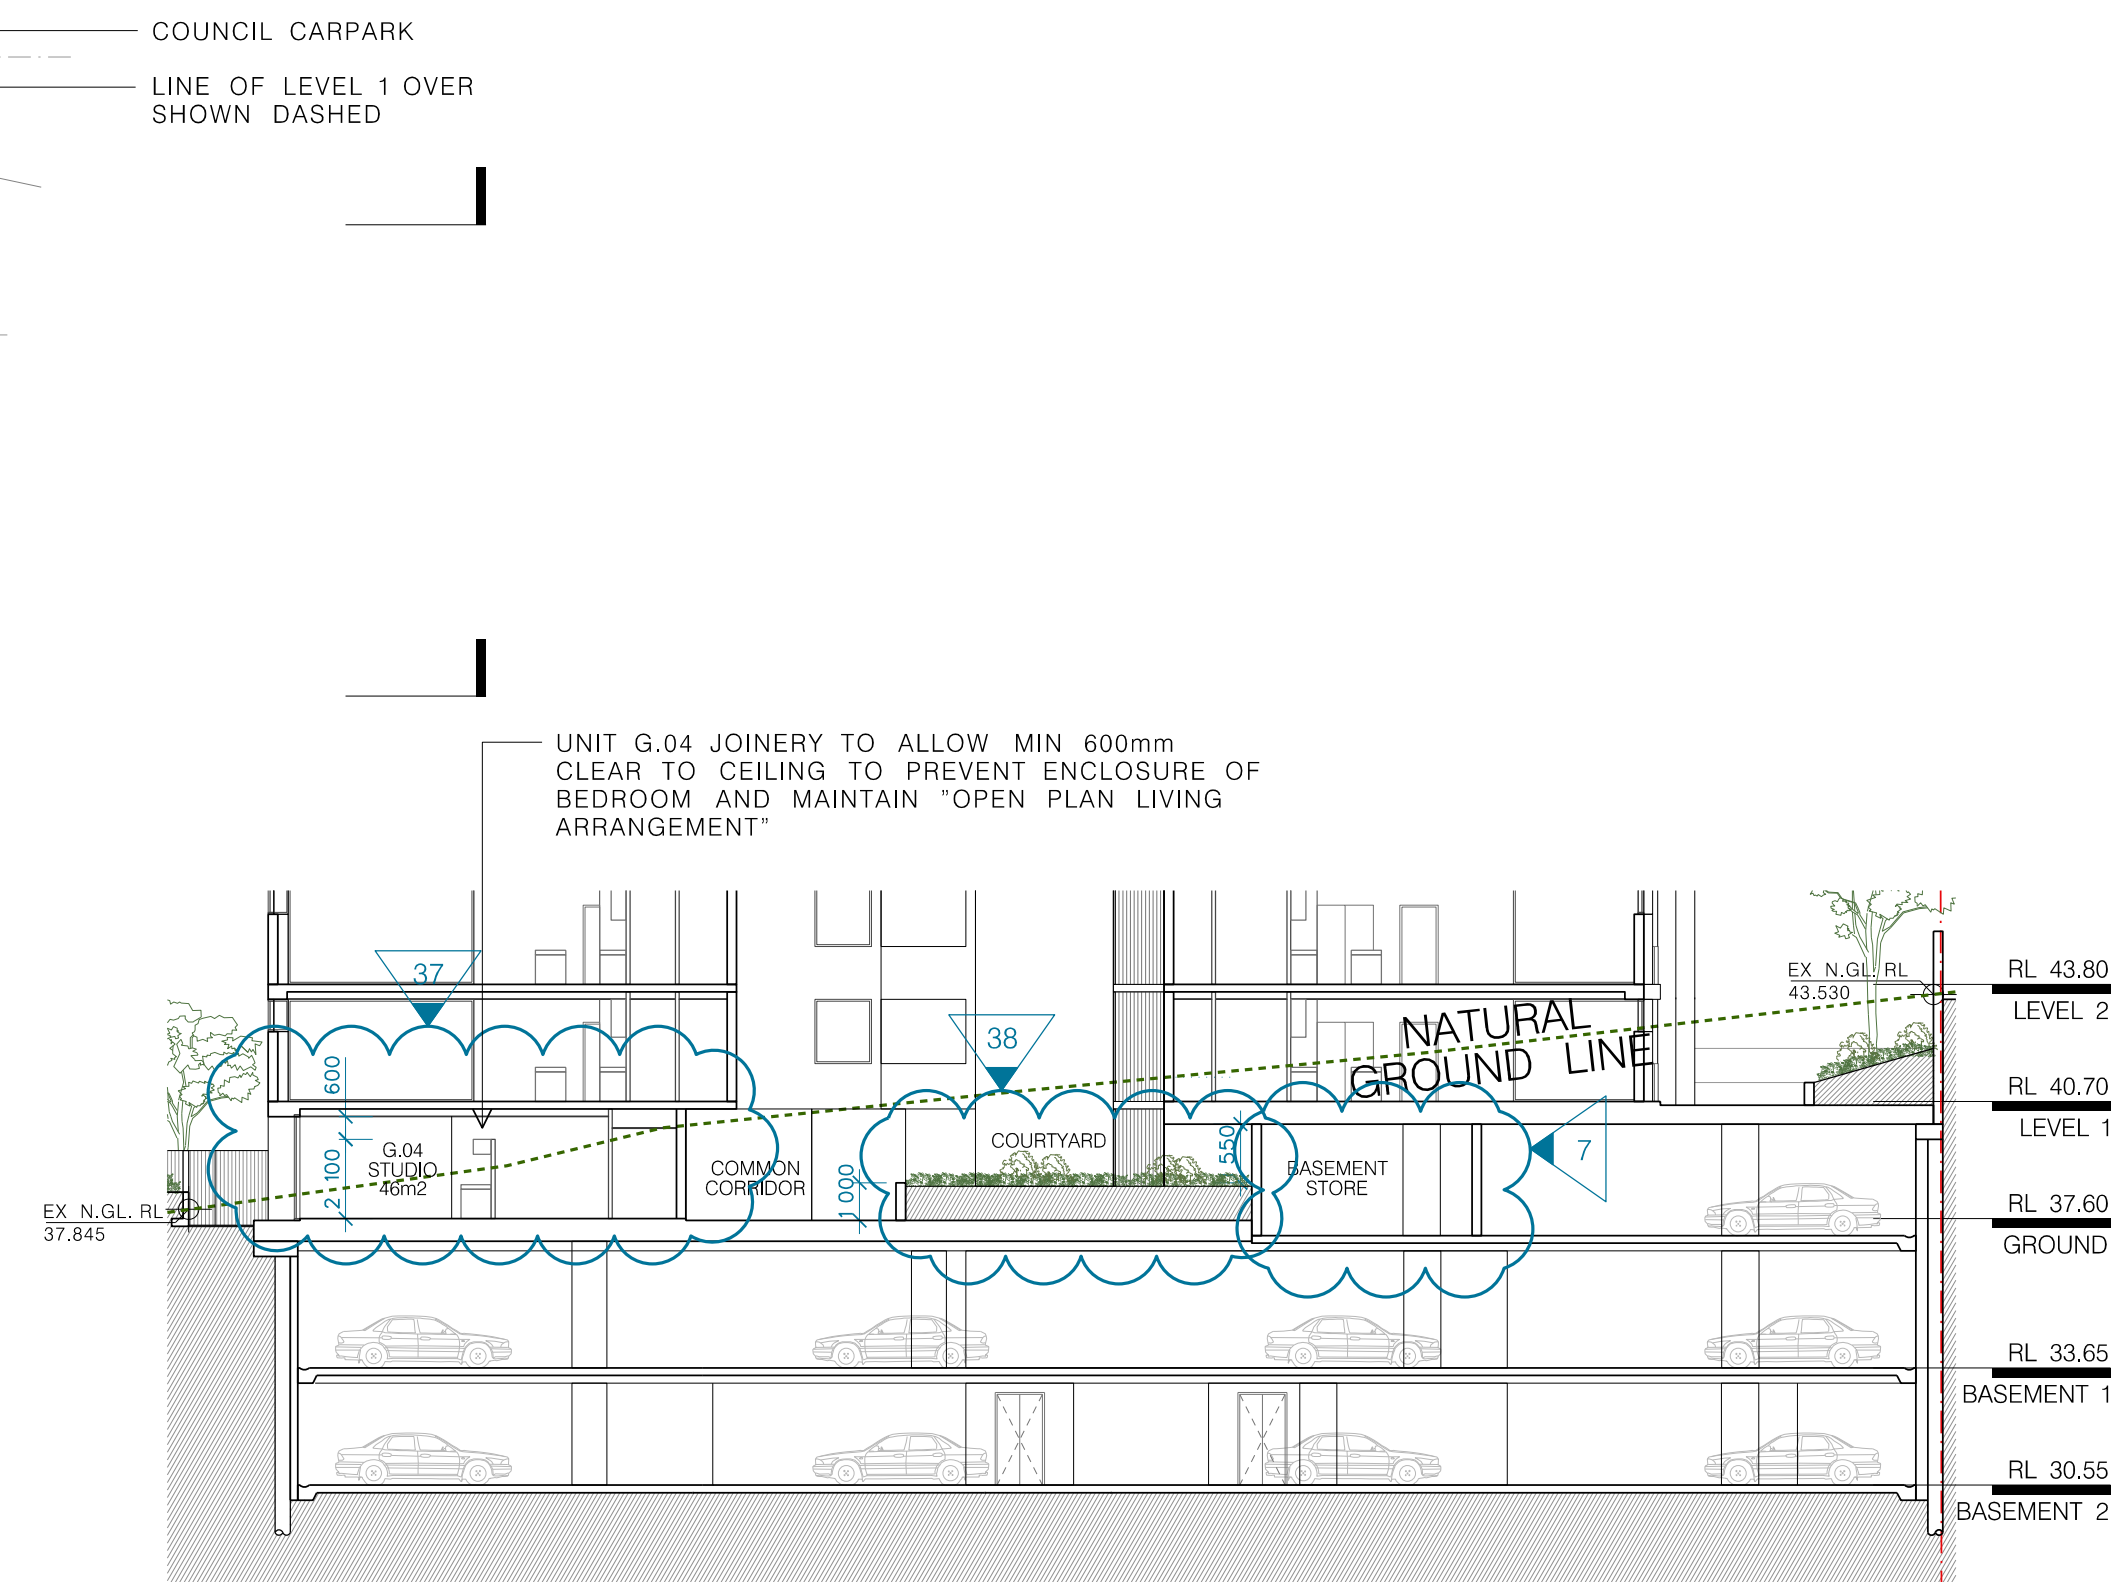 COUNCIL CARPARK
LINE OF LEVEL 1 OVER
SHOWN DASHED
UNIT G.04 JOINERY TO ALLOW MIN 600mm
CLEAR TO CEILING TO PREVENT ENCLOSURE OF
BEDROOM AND MAINTAIN "OPEN PLAN LIVING
ARRANGEMENT"
37
38
7
NATURAL
GROUND LINE
EX N.GL. RL
43.530
RL 43.80
LEVEL 2
RL 40.70
LEVEL 1
600
2 100
G.04
STUDIO
46m2
COMMON
CORRIDOR
1 000
COURTYARD
550
BASEMENT
STORE
EX N.GL. RL
37.845
RL 37.60
GROUND
RL 33.65
BASEMENT 1
RL 30.55
BASEMENT 2